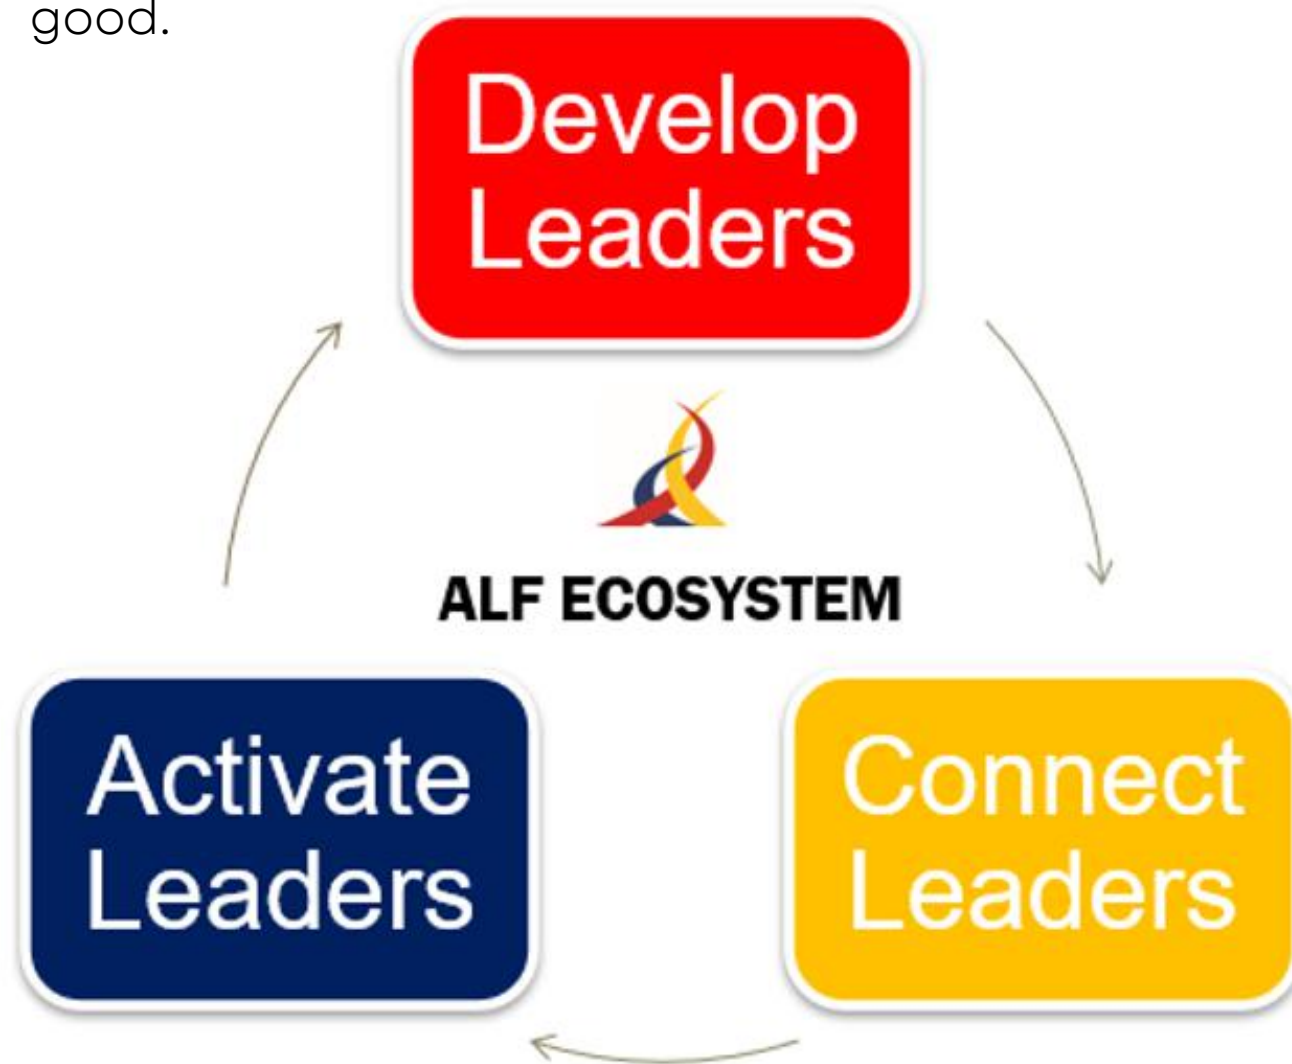 good.
Develop
Leaders
ALF ECOSYSTEM
Activate
Leaders
Connect
Leaders